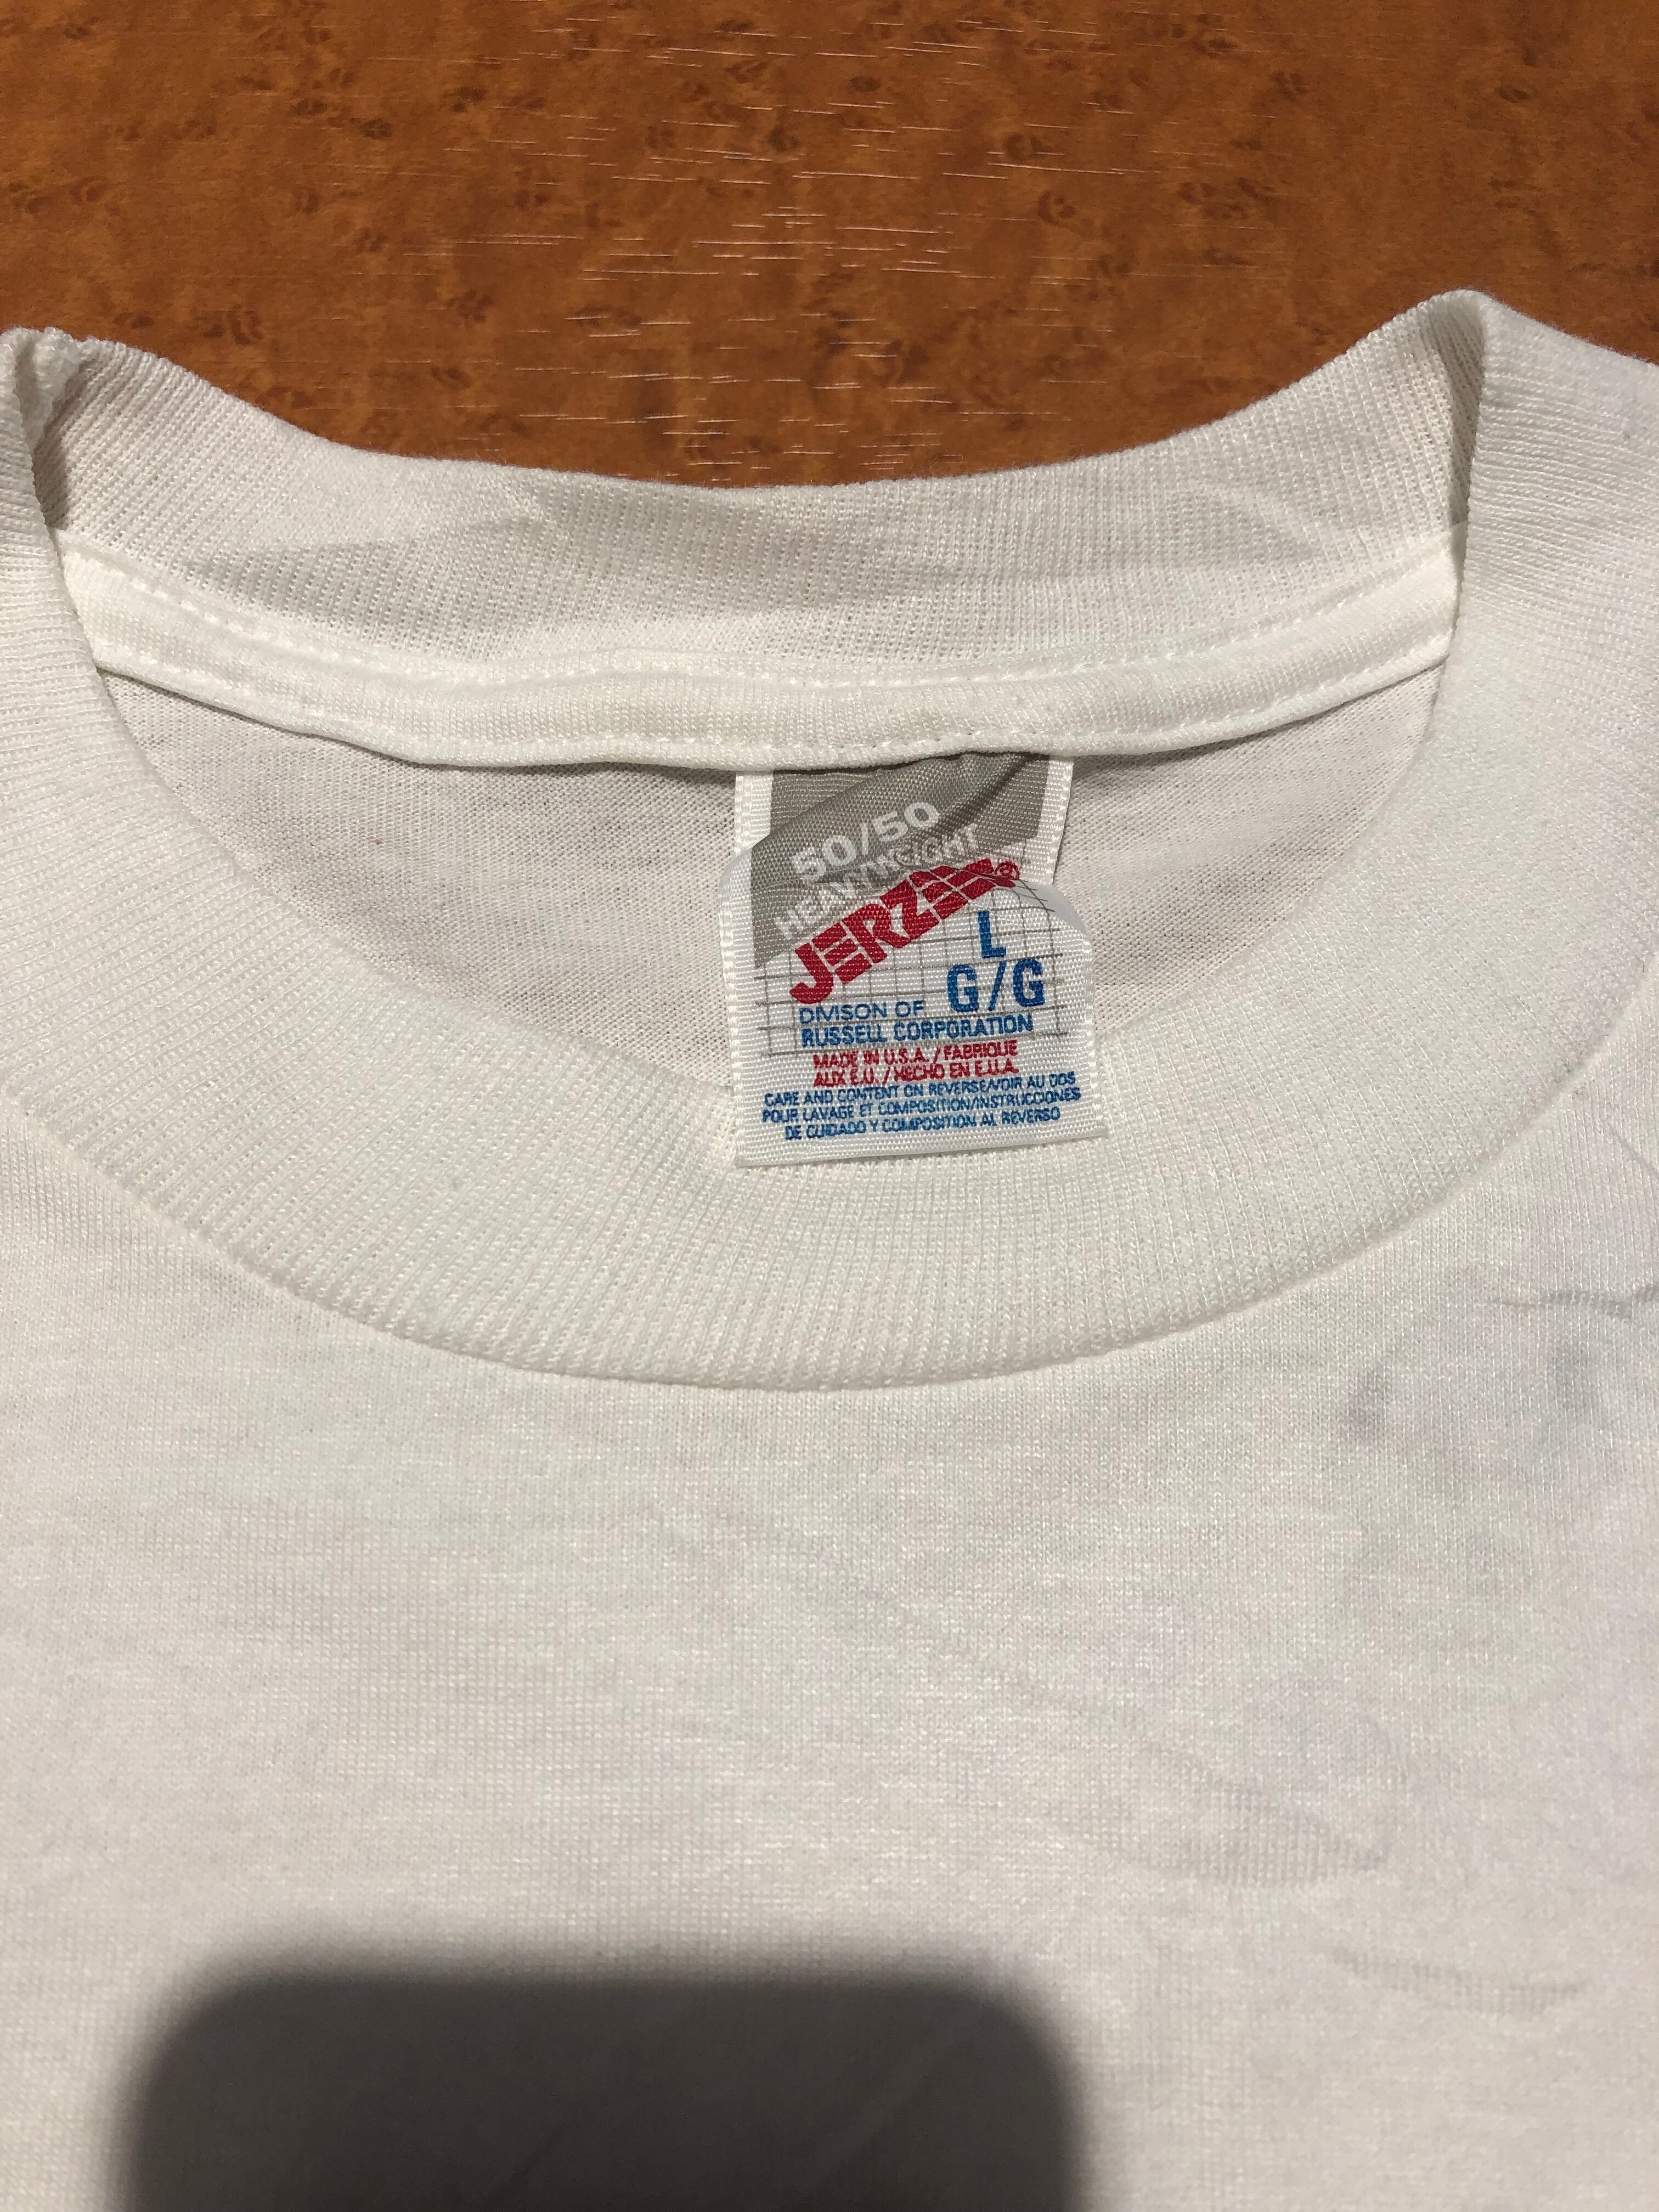 50/50
HEAVYWEIGHT
JERZEES®
L
G/G
DIVISON OF
RUSSELL CORPORATION
MADE IN U.S.A. / FABRIQUE
AUX E.U. / HECHO EN E.U.A.
CARE AND CONTENT ON REVERSE/VOIR AU DOS
POUR LAVAGE ET COMPOSITION/INSTRUCCIONES
DE CUIDADO Y COMPOSITION AL REVERSO